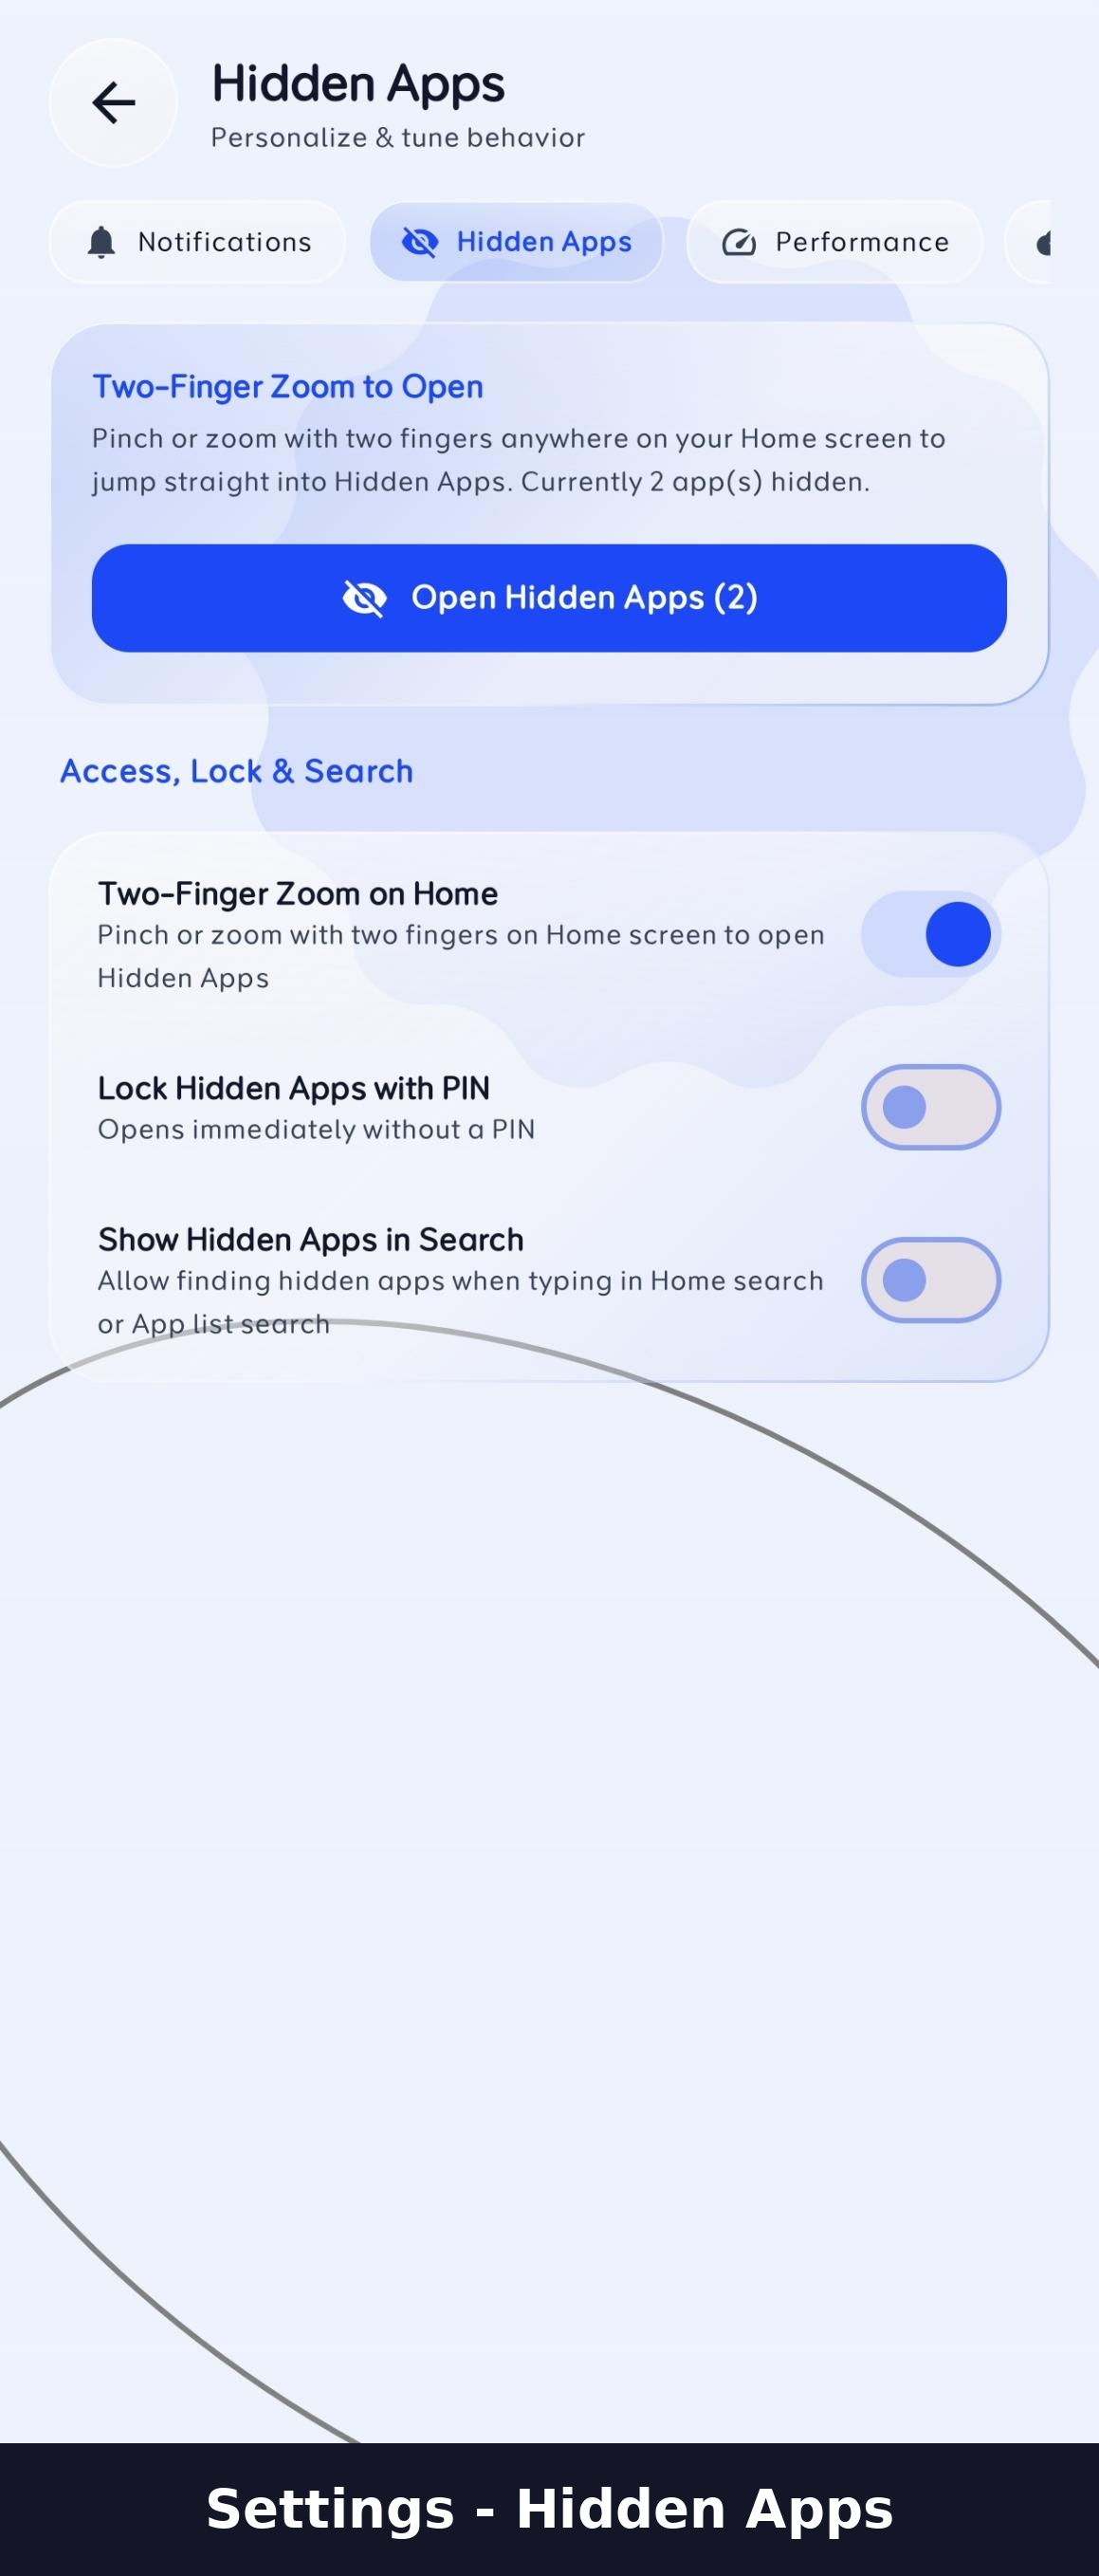 Hidden Apps
Personalize & tune behavior
Notifications
Hidden Apps
Performance
Two-Finger Zoom to Open
Pinch or zoom with two fingers anywhere on your Home screen to
jump straight into Hidden Apps. Currently 2 app(s) hidden.
Open Hidden Apps (2)
Access, Lock & Search
Two-Finger Zoom on Home
Pinch or zoom with two fingers on Home screen to open
Hidden Apps
Lock Hidden Apps with PIN
Opens immediately without a PIN
Show Hidden Apps in Search
Allow finding hidden apps when typing in Home search
or App list search
Settings - Hidden Apps